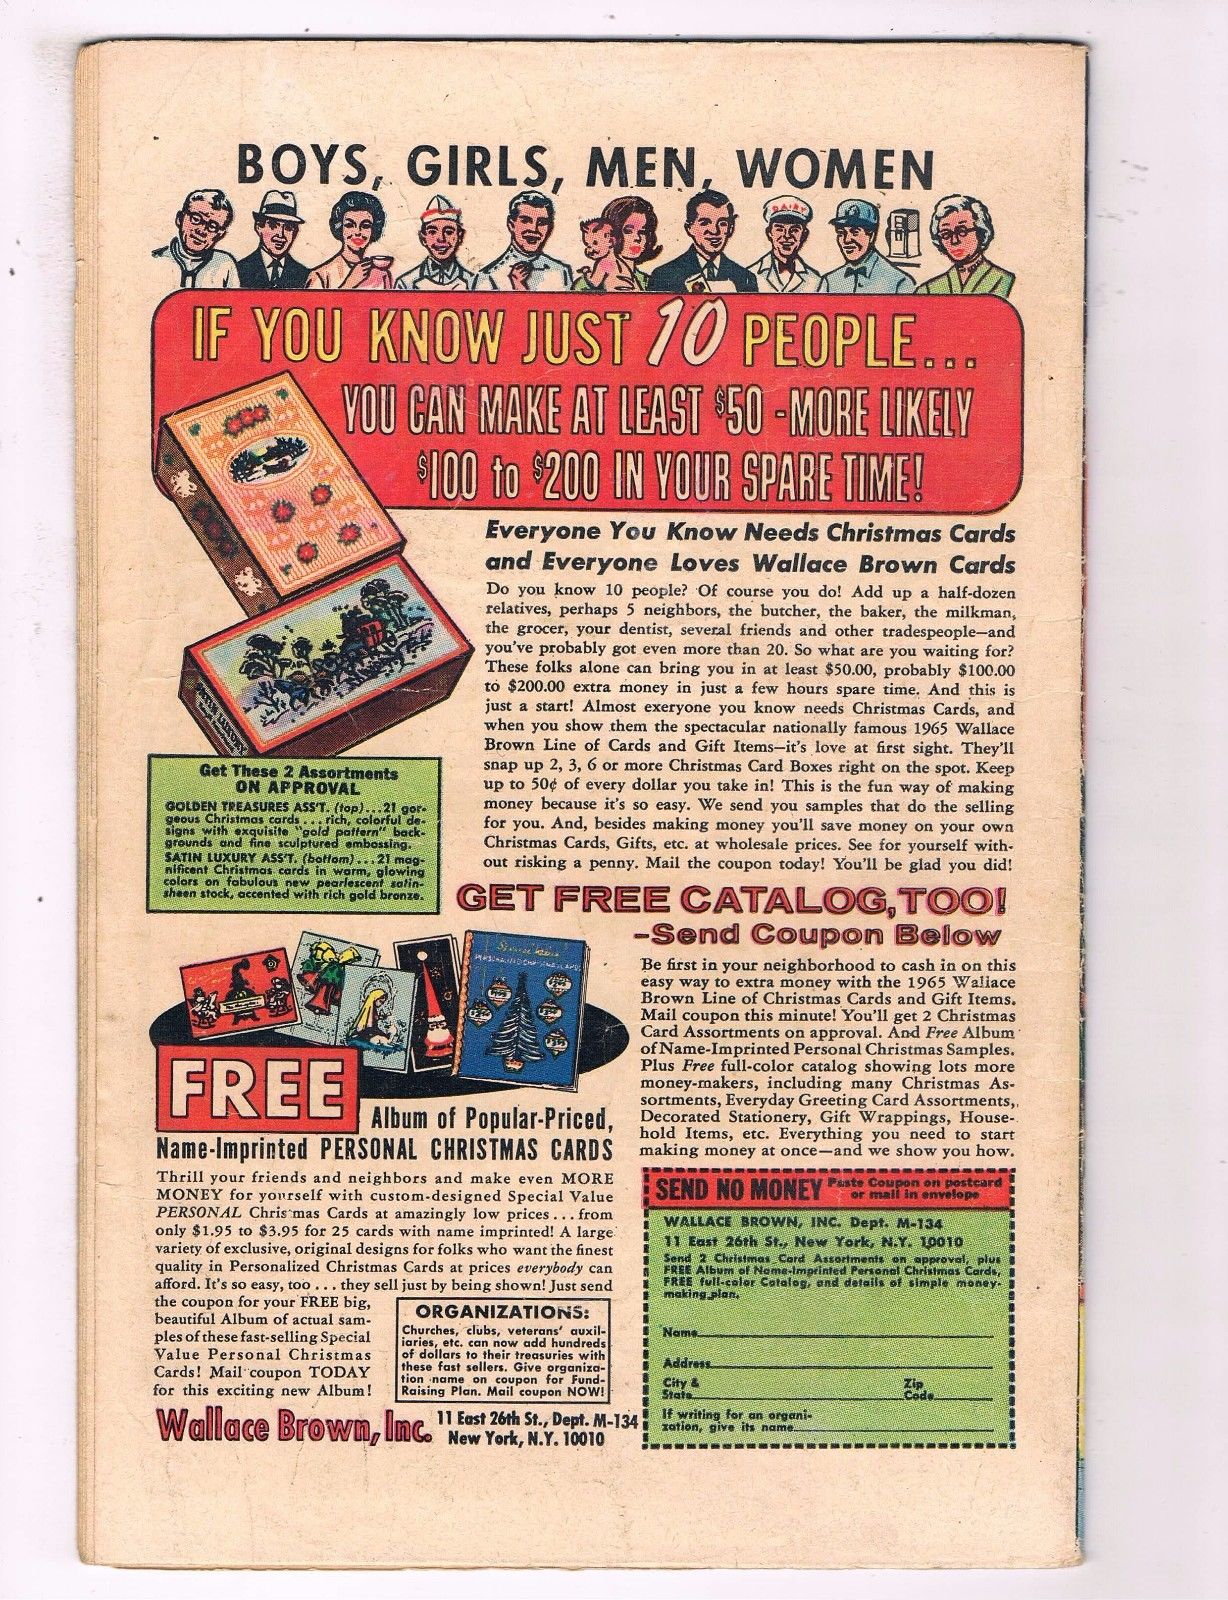 BOYS, GIRLS, MEN, WOMEN
DAIRY
IF YOU KNOW JUST 10 PEOPLE...
YOU CAN MAKE AT LEAST $50 - MORE LIKELY
$100 to $200 IN YOUR SPARE TIME!
Everyone You Know Needs Christmas Cards
and Everyone Loves Wallace Brown Cards
Do you know 10 people? Of course you do! Add up a half-dozen
relatives, perhaps 5 neighbors, the butcher, the baker, the milkman,
the grocer, your dentist, several friends and other tradespeople—and
you've probably got even more than 20. So what are you waiting for?
These folks alone can bring you in at least $50.00, probably $100.00
to $200.00 extra money in just a few hours spare time. And this is
just a start! Almost exeryone you know needs Christmas Cards, and
when you show them the spectacular nationally famous 1965 Wallace
Brown Line of Cards and Gift Items—it's love at first sight. They'll
snap up 2, 3, 6 or more Christmas Card Boxes right on the spot. Keep
up to 50¢ of every dollar you take in! This is the fun way of making
money because it's so easy. We send you samples that do the selling
for you. And, besides making money you'll save money on your own
Christmas Cards, Gifts, etc. at wholesale prices. See for yourself with-
out risking a penny. Mail the coupon today! You'll be glad you did!
SATIN LUXURY
Get These 2 Assortments
ON APPROVAL
GOLDEN TREASURES ASS'T. (top)...21 gor-
geous Christmas cards...rich, colorful de-
signs with exquisite "gold pattern" back-
grounds and fine sculptured embossing.
SATIN LUXURY ASS'T. (bottom)...21 mag-
nificent Christmas cards in warm, glowing
colors on fabulous new pearlescent satin-
sheen stock, accented with rich gold bronze.
GET FREE CATALOG, TOO!
-Send Coupon Below
Be first in your neighborhood to cash in on this
easy way to extra money with the 1965 Wallace
Brown Line of Christmas Cards and Gift Items.
Mail coupon this minute! You'll get 2 Christmas
Card Assortments on approval. And Free Album
of Name-Imprinted Personal Christmas Samples.
Plus Free full-color catalog showing lots more
money-makers, including many Christmas As-
sortments, Everyday Greeting Card Assortments,
Decorated Stationery, Gift Wrappings, House-
hold Items, etc. Everything you need to start
making money at once—and we show you how.
PERSONALIZED CHRISTMAS CARDS
FREE
Album of Popular-Priced,
Name-Imprinted PERSONAL CHRISTMAS CARDS
Thrill your friends and neighbors and make even MORE
MONEY for yourself with custom-designed Special Value
PERSONAL Christmas Cards at amazingly low prices...from
only $1.95 to $3.95 for 25 cards with name imprinted! A large
variety of exclusive, original designs for folks who want the finest
quality in Personalized Christmas Cards at prices everybody can
afford. It's so easy, too...they sell just by being shown! Just send
the coupon for your FREE big,
beautiful Album of actual sam-
ples of these fast-selling Special
Value Personal Christmas
Cards! Mail coupon TODAY
for this exciting new Album!
ORGANIZATIONS:
Churches, clubs, veterans' auxil-
iaries, etc. can now add hundreds
of dollars to their treasuries with
these fast sellers. Give organiza-
tion name on coupon for Fund-
Raising Plan. Mail coupon NOW!
Wallace Brown, Inc.
11 East 26th St., Dept. M-134
New York, N.Y. 10010
SEND NO MONEY Paste Coupon on postcard
or mail in envelope
WALLACE BROWN, INC. Dept. M-134
11 East 26th St., New York, N.Y. 10010
Send 2 Christmas Card Assortments on approval, plus
FREE Album of Name-Imprinted Personal Christmas Cards,
FREE full-color Catalog, and details of simple money-
making plan.
Name
Address
City &
State
Zip
Code
If writing for an organi-
zation, give its name